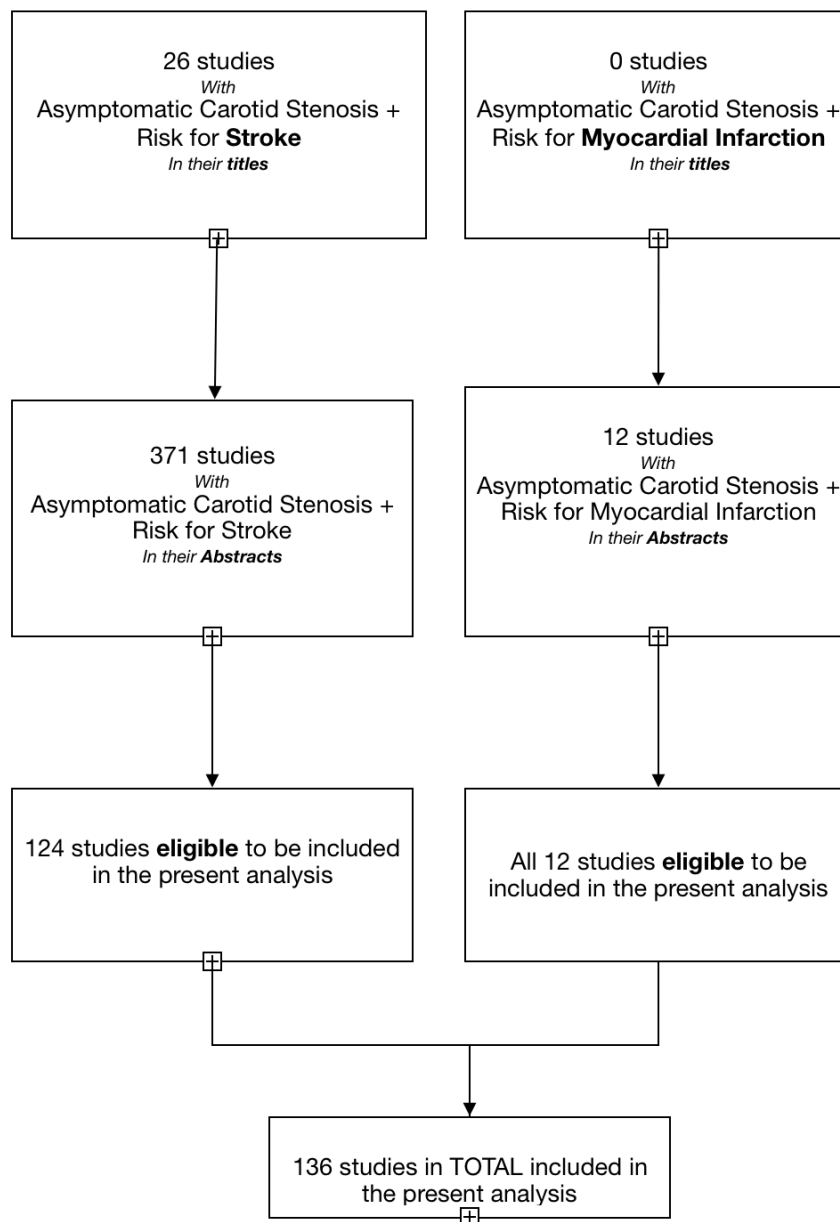 26 studies
With
Asymptomatic Carotid Stenosis +
Risk for Stroke
In their titles
0 studies
With
Asymptomatic Carotid Stenosis +
Risk for Myocardial Infarction
In their titles
371 studies
With
Asymptomatic Carotid Stenosis +
Risk for Stroke
In their Abstracts
12 studies
With
Asymptomatic Carotid Stenosis +
Risk for Myocardial Infarction
In their Abstracts
124 studies eligible to be included
in the present analysis
All 12 studies eligible to be
included in the present analysis
136 studies in TOTAL included in
the present analysis